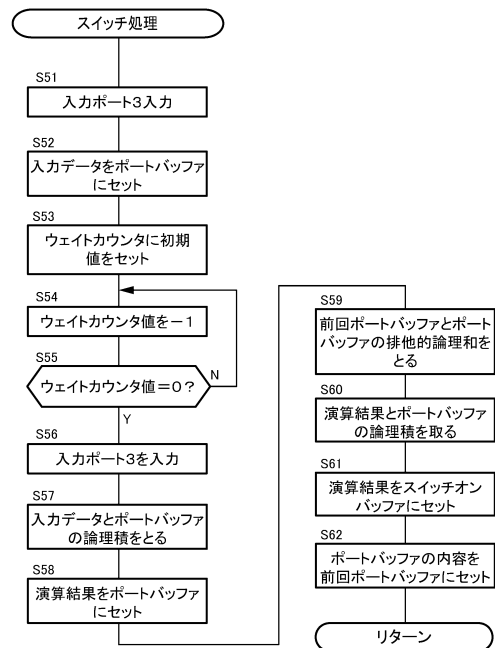 スイッチ処理
S51
入力ポート3入力
S52
入力データをポートバッファ
にセット
S53
ウェイトカウンタに初期
値をセット
S54
ウェイトカウンタ値を－1
S55
ウェイトカウンタ値=0?
N
Y
S56
入力ポート3を入力
S57
入力データとポートバッファ
の論理積をとる
S58
演算結果をポートバッファ
にセット
S59
前回ポートバッファとポート
バッファの排他的論理和を
とる
S60
演算結果とポートバッファ
の論理積を取る
S61
演算結果をスイッチオン
バッファにセット
S62
ポートバッファの内容を
前回ポートバッファにセット
リターン